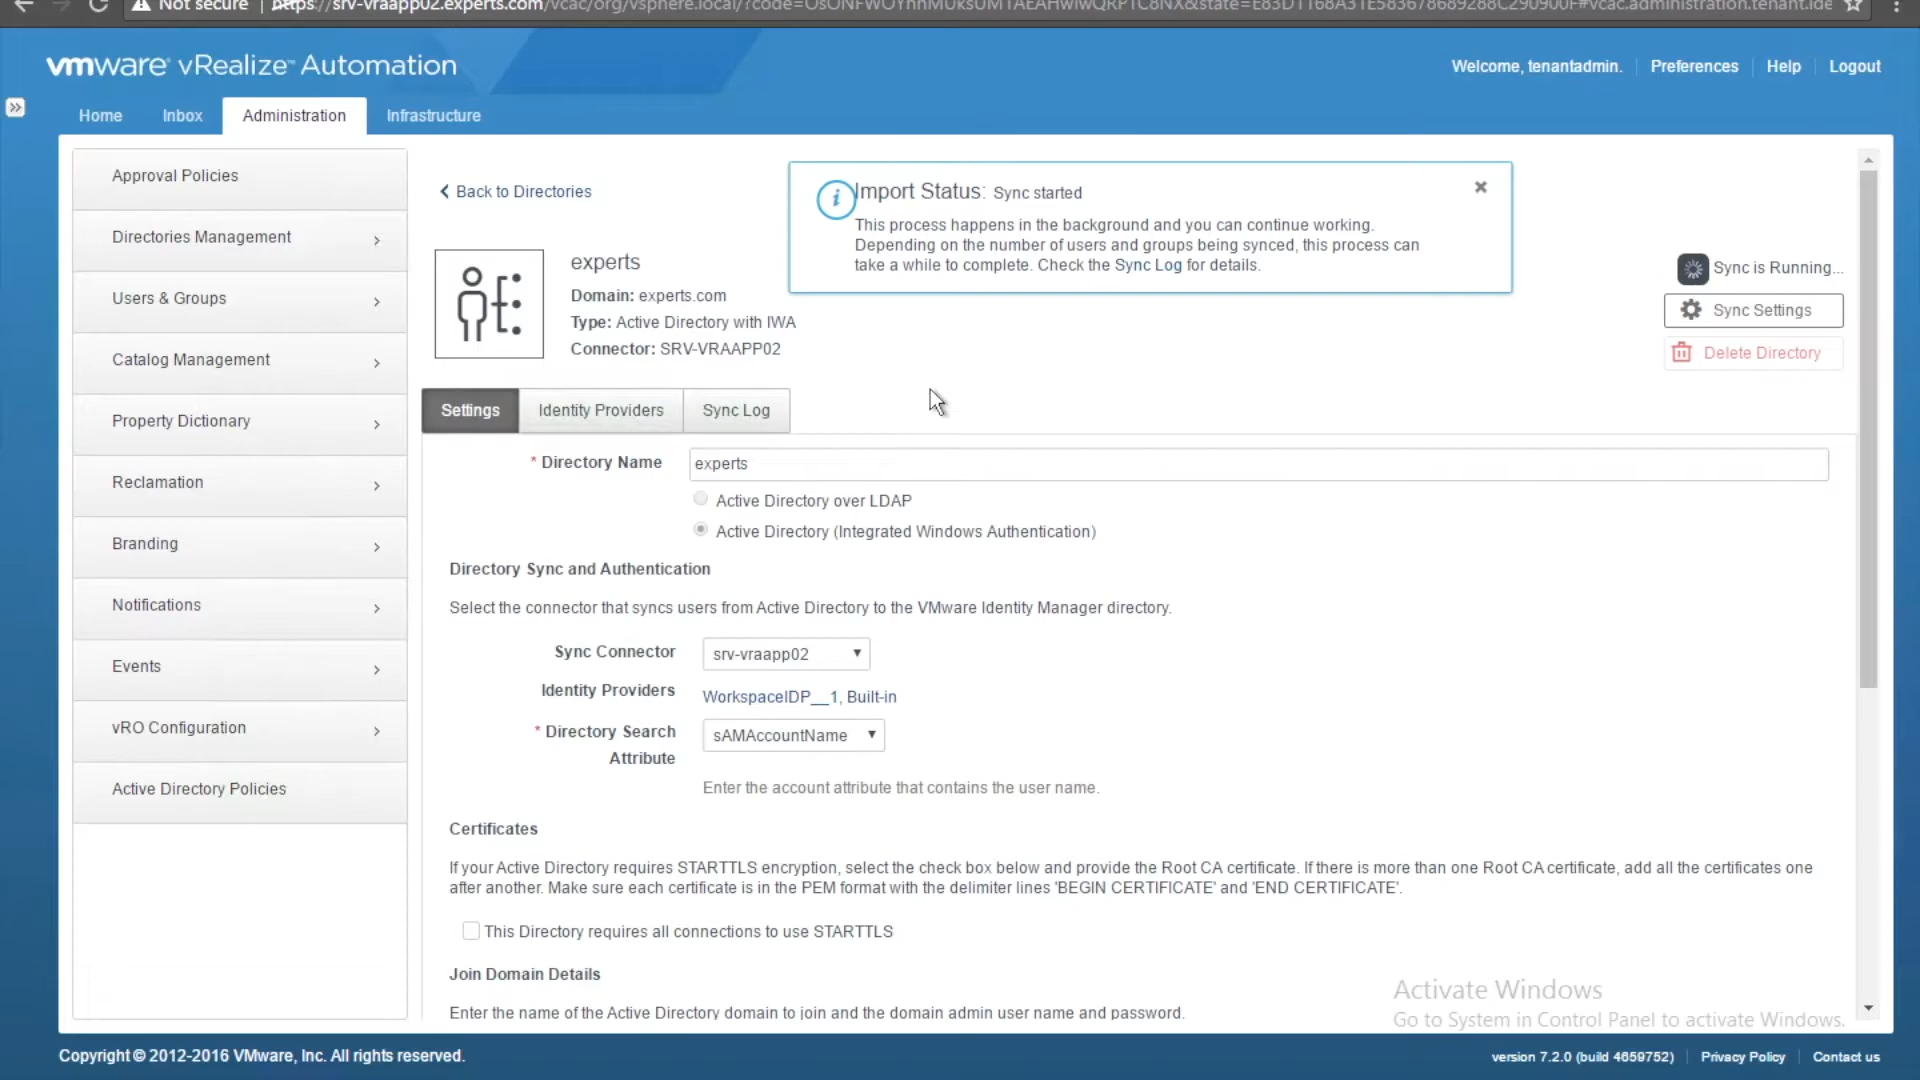 Not secure | https://srv-vraapp02.experts.com/vcac/org/vsphere.local/
vmware vRealize™ Automation
Welcome, tenantadmin. Preferences Help Logout
Home Inbox Administration Infrastructure
Approval Policies
Directories Management
Users & Groups
Catalog Management
Property Dictionary
Reclamation
Branding
Notifications
Events
vRO Configuration
Active Directory Policies
Back to Directories
Import Status: Sync started
This process happens in the background and you can continue working.
Depending on the number of users and groups being synced, this process can
take a while to complete. Check the Sync Log for details.
experts
Domain: experts.com
Type: Active Directory with IWA
Connector: SRV-VRAAPP02
Sync is Running...
Sync Settings
Delete Directory
Settings Identity Providers Sync Log
* Directory Name experts
Active Directory over LDAP
Active Directory (Integrated Windows Authentication)
Directory Sync and Authentication
Select the connector that syncs users from Active Directory to the VMware Identity Manager directory.
Sync Connector srv-vraapp02
Identity Providers WorkspaceIDP__1, Built-in
* Directory Search Attribute sAMAccountName
Enter the account attribute that contains the user name.
Certificates
If your Active Directory requires STARTTLS encryption, select the check box below and provide the Root CA certificate. If there is more than one Root CA certificate, add all the certificates one
after another. Make sure each certificate is in the PEM format with the delimiter lines 'BEGIN CERTIFICATE' and 'END CERTIFICATE'.
This Directory requires all connections to use STARTTLS
Join Domain Details
Enter the name of the Active Directory domain to join and the domain admin user name and password.
Activate Windows
Go to System in Control Panel to activate Windows.
Copyright © 2012-2016 VMware, Inc. All rights reserved.
version 7.2.0 (build 4659752) Privacy Policy Contact us